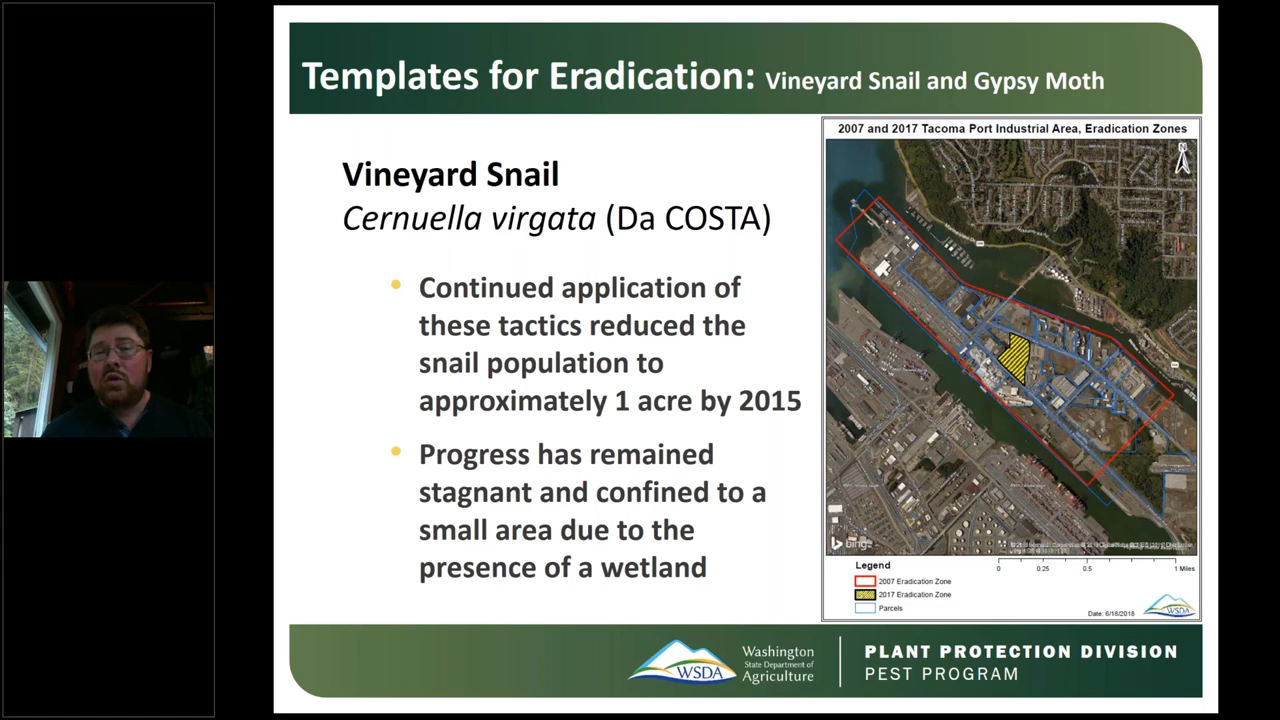 Templates for Eradication: Vineyard Snail and Gypsy Moth
Vineyard Snail
Cernuella virgata (Da COSTA)
• Continued application of
these tactics reduced the
snail population to
approximately 1 acre by 2015
• Progress has remained
stagnant and confined to a
small area due to the
presence of a wetland
2007 and 2017 Tacoma Port Industrial Area, Eradication Zones
N
bing
Legend
2007 Eradication Zone
2017 Eradication Zone
Parcels
0 0.25 0.5 1 Miles
Date: 6/18/2018
WSDA
WSDA
Washington
State Department of
Agriculture
PLANT PROTECTION DIVISION
PEST PROGRAM